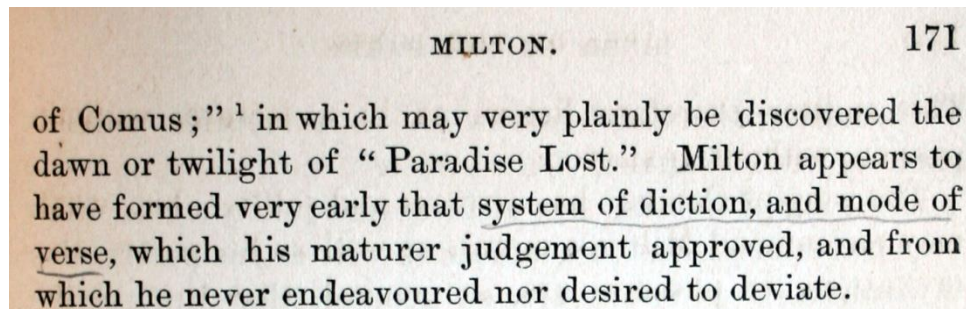 MILTON. 171
of Comus;" ¹ in which may very plainly be discovered the
dawn or twilight of " Paradise Lost." Milton appears to
have formed very early that system of diction, and mode of
verse, which his maturer judgement approved, and from
which he never endeavoured nor desired to deviate.